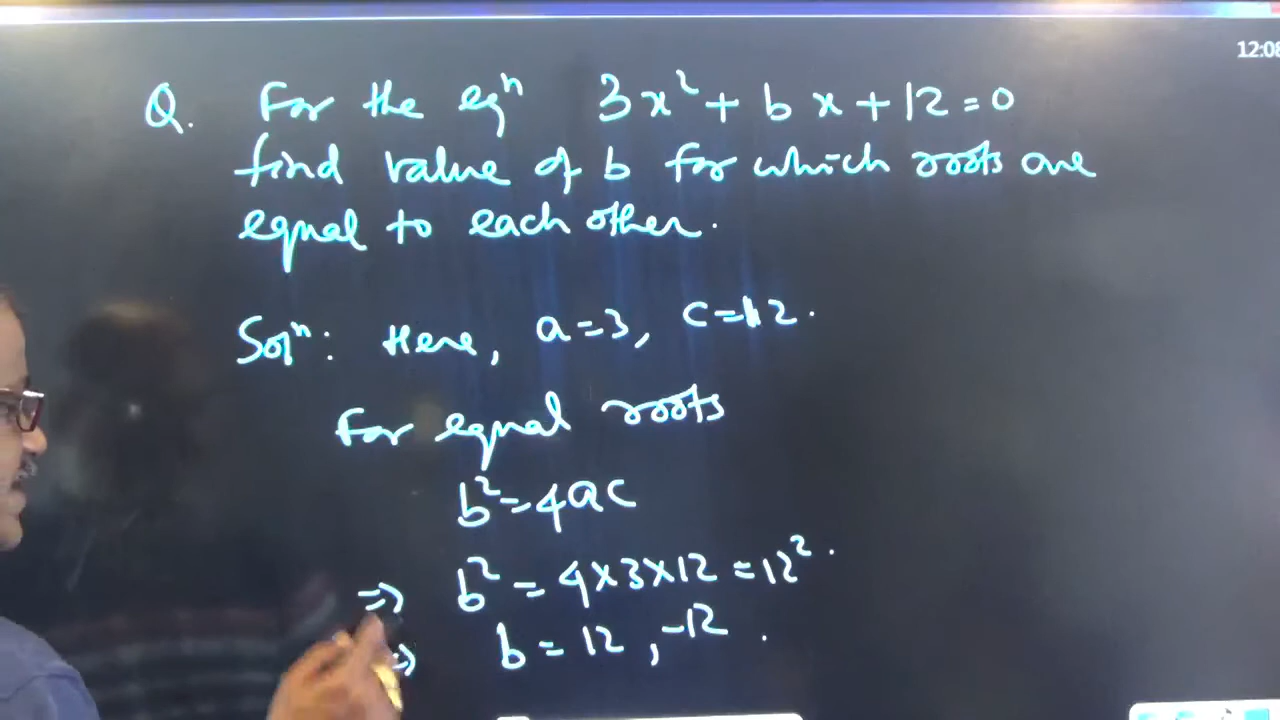 12:08
Q. For the eqⁿ 3x² + bx + 12 = 0
find value of b for which roots are
equal to each other.
Solⁿ: Here, a=3, c=12.
For equal roots
b² = 4ac
⇒ b² = 4×3×12 = 12².
⇒ b = 12, -12.